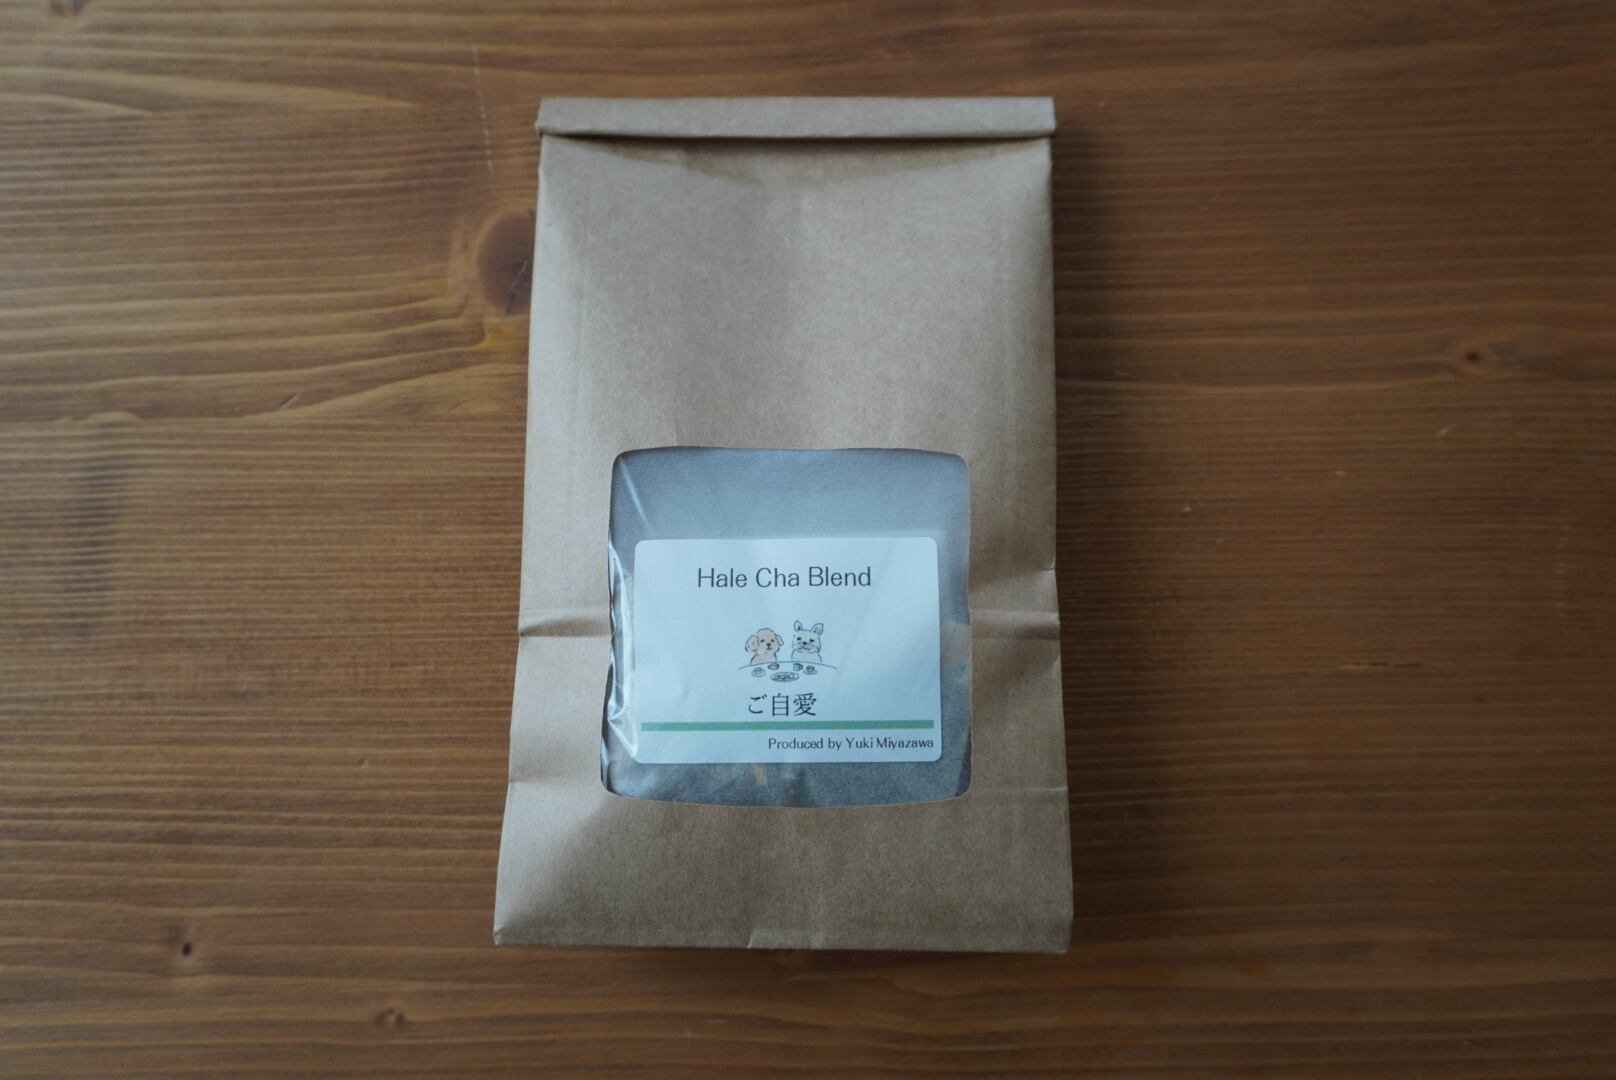 Hale Cha Blend
ご自愛
Produced by Yuki Miyazawa